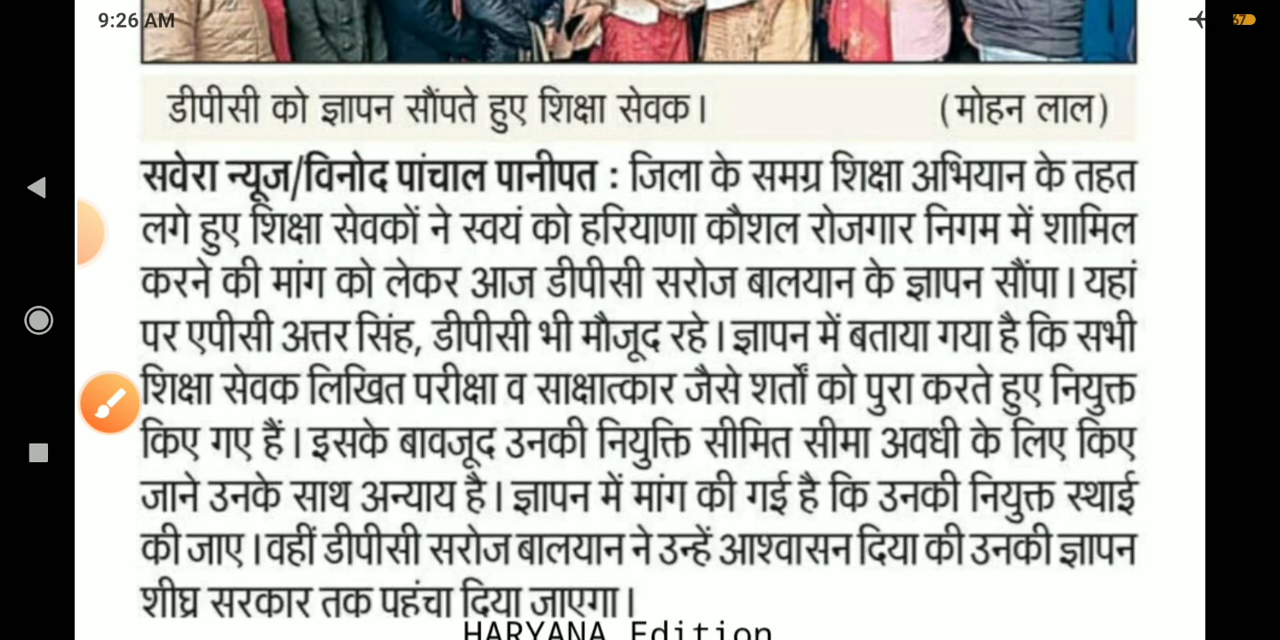 9:26 AM
67
डीपीसी को ज्ञापन सौंपते हुए शिक्षा सेवक। (मोहन लाल)
सवेरा न्यूज/विनोद पांचाल पानीपत : जिला के समग्र शिक्षा अभियान के तहत
लगे हुए शिक्षा सेवकों ने स्वयं को हरियाणा कौशल रोजगार निगम में शामिल
करने की मांग को लेकर आज डीपीसी सरोज बालयान के ज्ञापन सौंपा। यहां
पर एपीसी अत्तर सिंह, डीपीसी भी मौजूद रहे। ज्ञापन में बताया गया है कि सभी
शिक्षा सेवक लिखित परीक्षा व साक्षात्कार जैसे शर्तों को पुरा करते हुए नियुक्त
किए गए हैं। इसके बावजूद उनकी नियुक्ति सीमित सीमा अवधी के लिए किए
जाने उनके साथ अन्याय है। ज्ञापन में मांग की गई है कि उनकी नियुक्त स्थाई
की जाए। वहीं डीपीसी सरोज बालयान ने उन्हें आश्वासन दिया की उनकी ज्ञापन
शीघ्र सरकार तक पहंचा दिया जाएगा।
HARYANA Edition